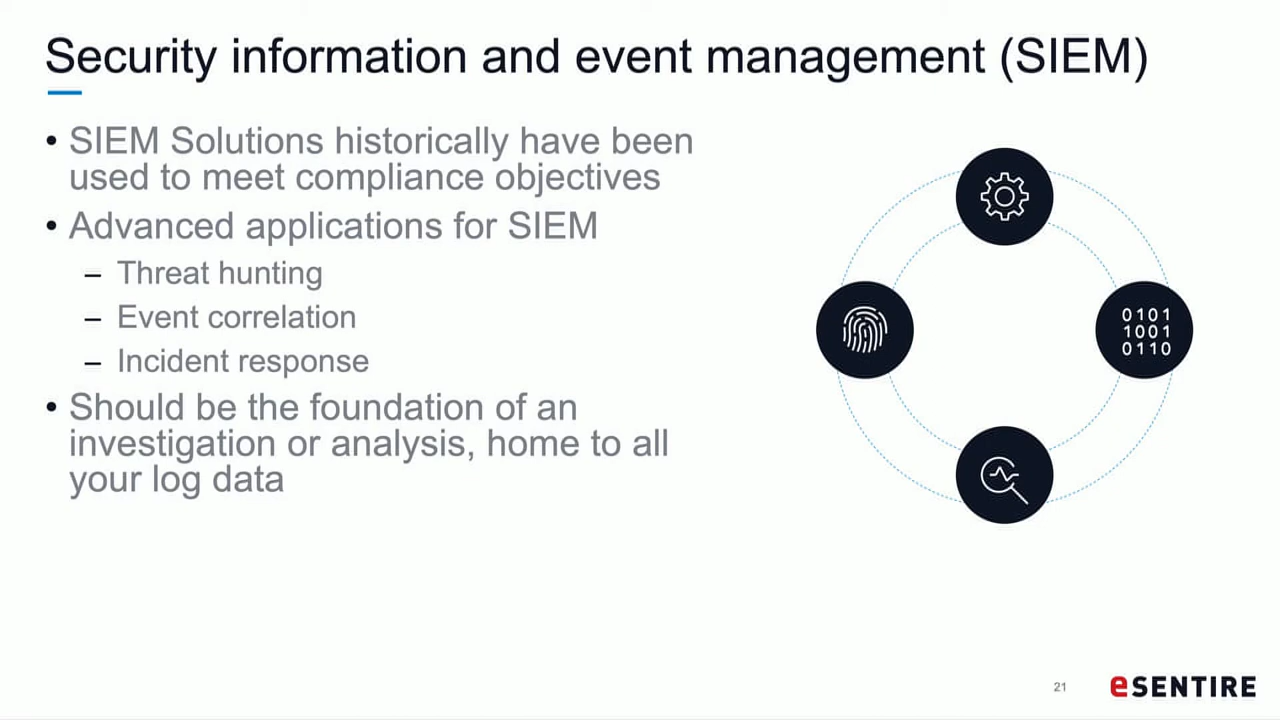 Security information and event management (SIEM)
• SIEM Solutions historically have been
used to meet compliance objectives
• Advanced applications for SIEM
– Threat hunting
– Event correlation
– Incident response
• Should be the foundation of an
investigation or analysis, home to all
your log data
0101
1001
0110
21
eSENTIRE